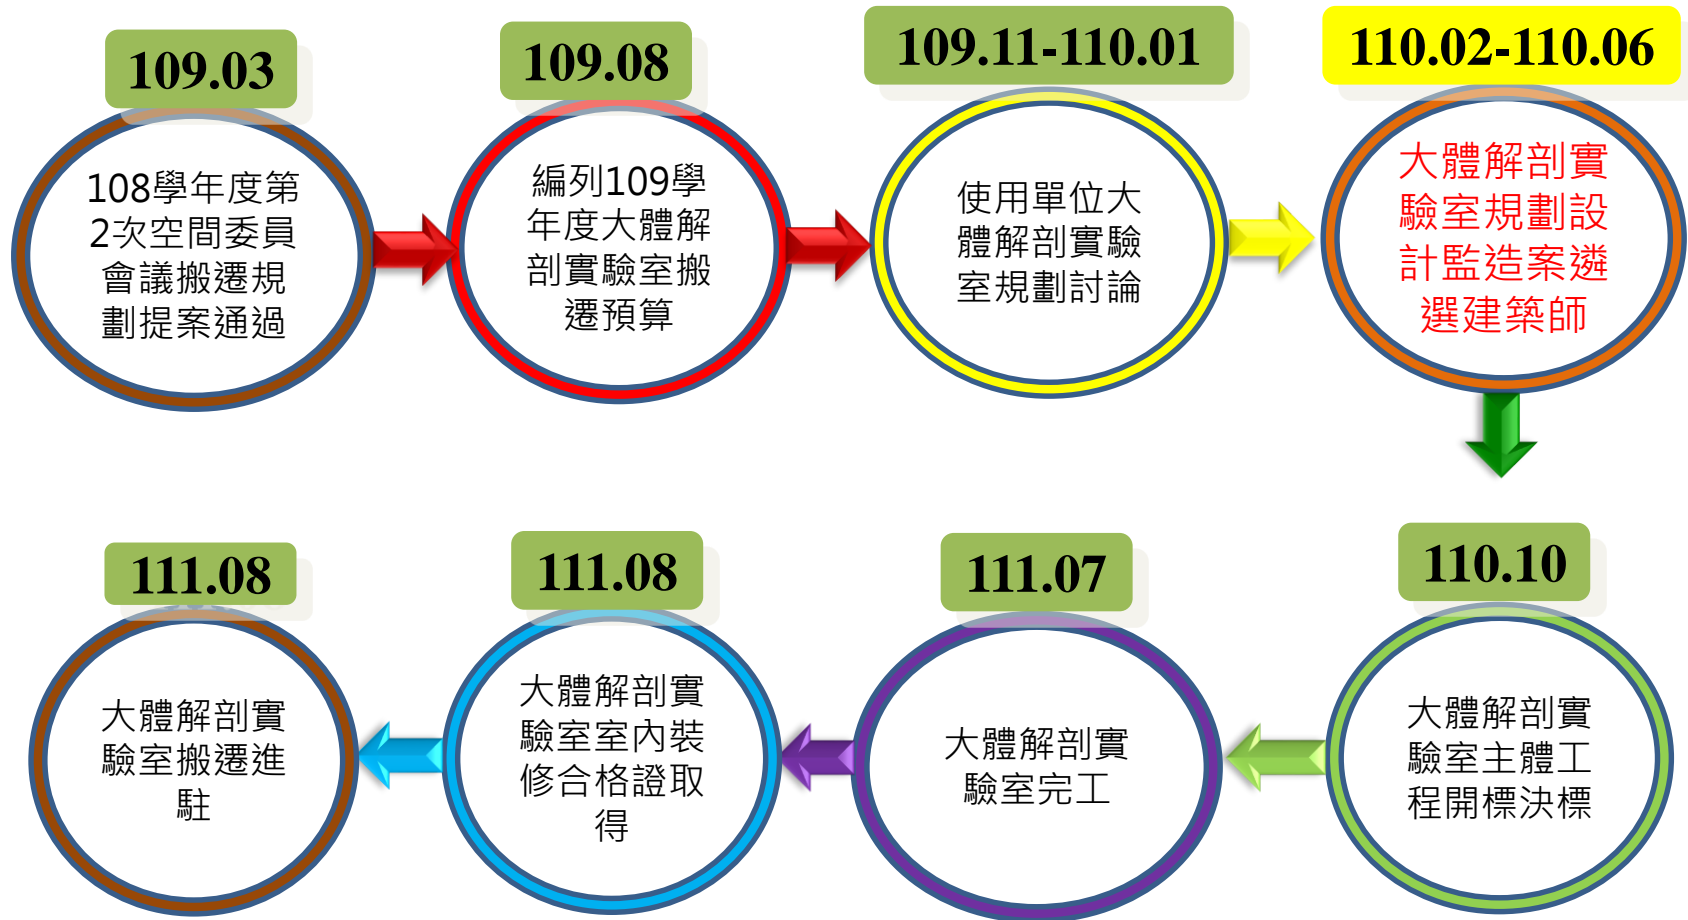 109.03
108學年度第
2次空間委員
會議搬遷規
劃提案通過
109.08
編列109學
年度大體解
剖實驗室搬
遷預算
109.11-110.01
使用單位大
體解剖實驗
室規劃討論
110.02-110.06
大體解剖實
驗室規劃設
計監造案遴
選建築師
110.10
大體解剖實
驗室主體工
程開標決標
111.07
大體解剖實
驗室完工
111.08
大體解剖實
驗室室內裝
修合格證取
得
111.08
大體解剖實
驗室搬遷進
駐